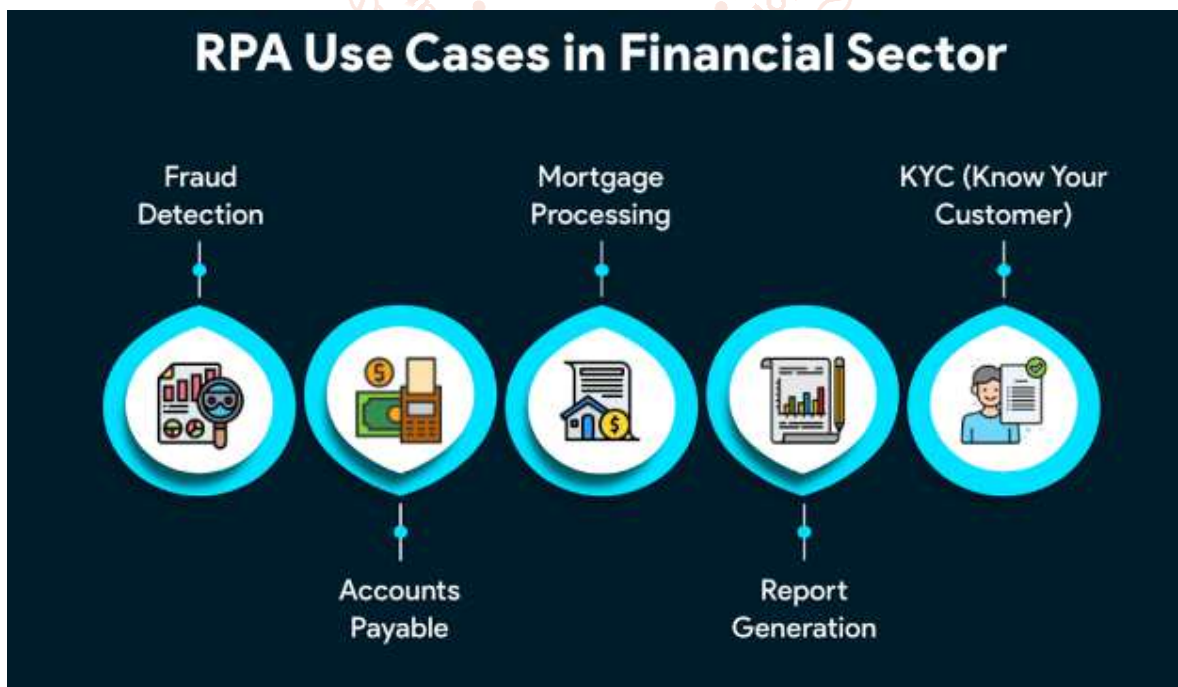 RPA Use Cases in Financial Sector
Fraud
Detection
Mortgage
Processing
KYC (Know Your
Customer)
Accounts
Payable
Report
Generation